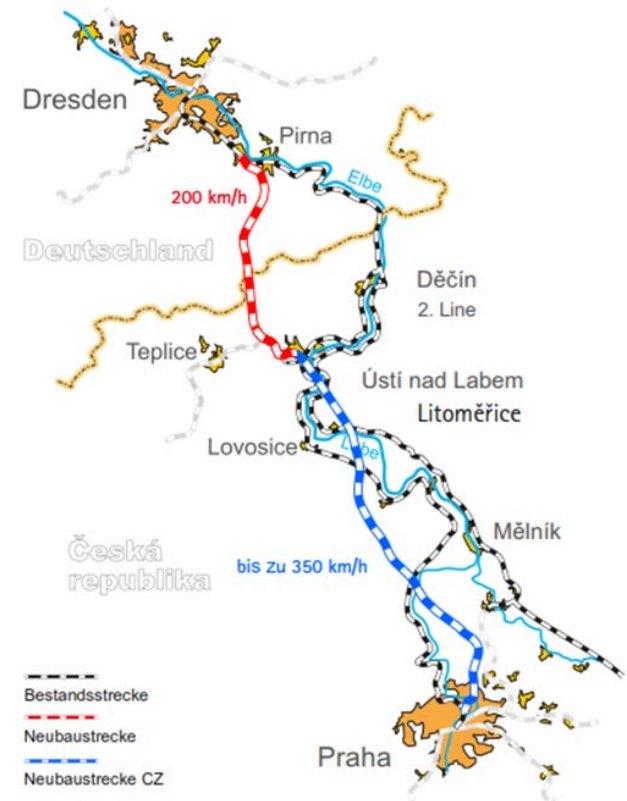 Dresden
Pirna
Elbe
200 km/h
Deutschland
Děčín
2. Line
Teplice
Ústí nad Labem
Litoměřice
Lovosice
Labe
Mělník
Česká
republika
bis zu 350 km/h
Bestandsstrecke
Neubaustrecke
Praha
Neubaustrecke CZ